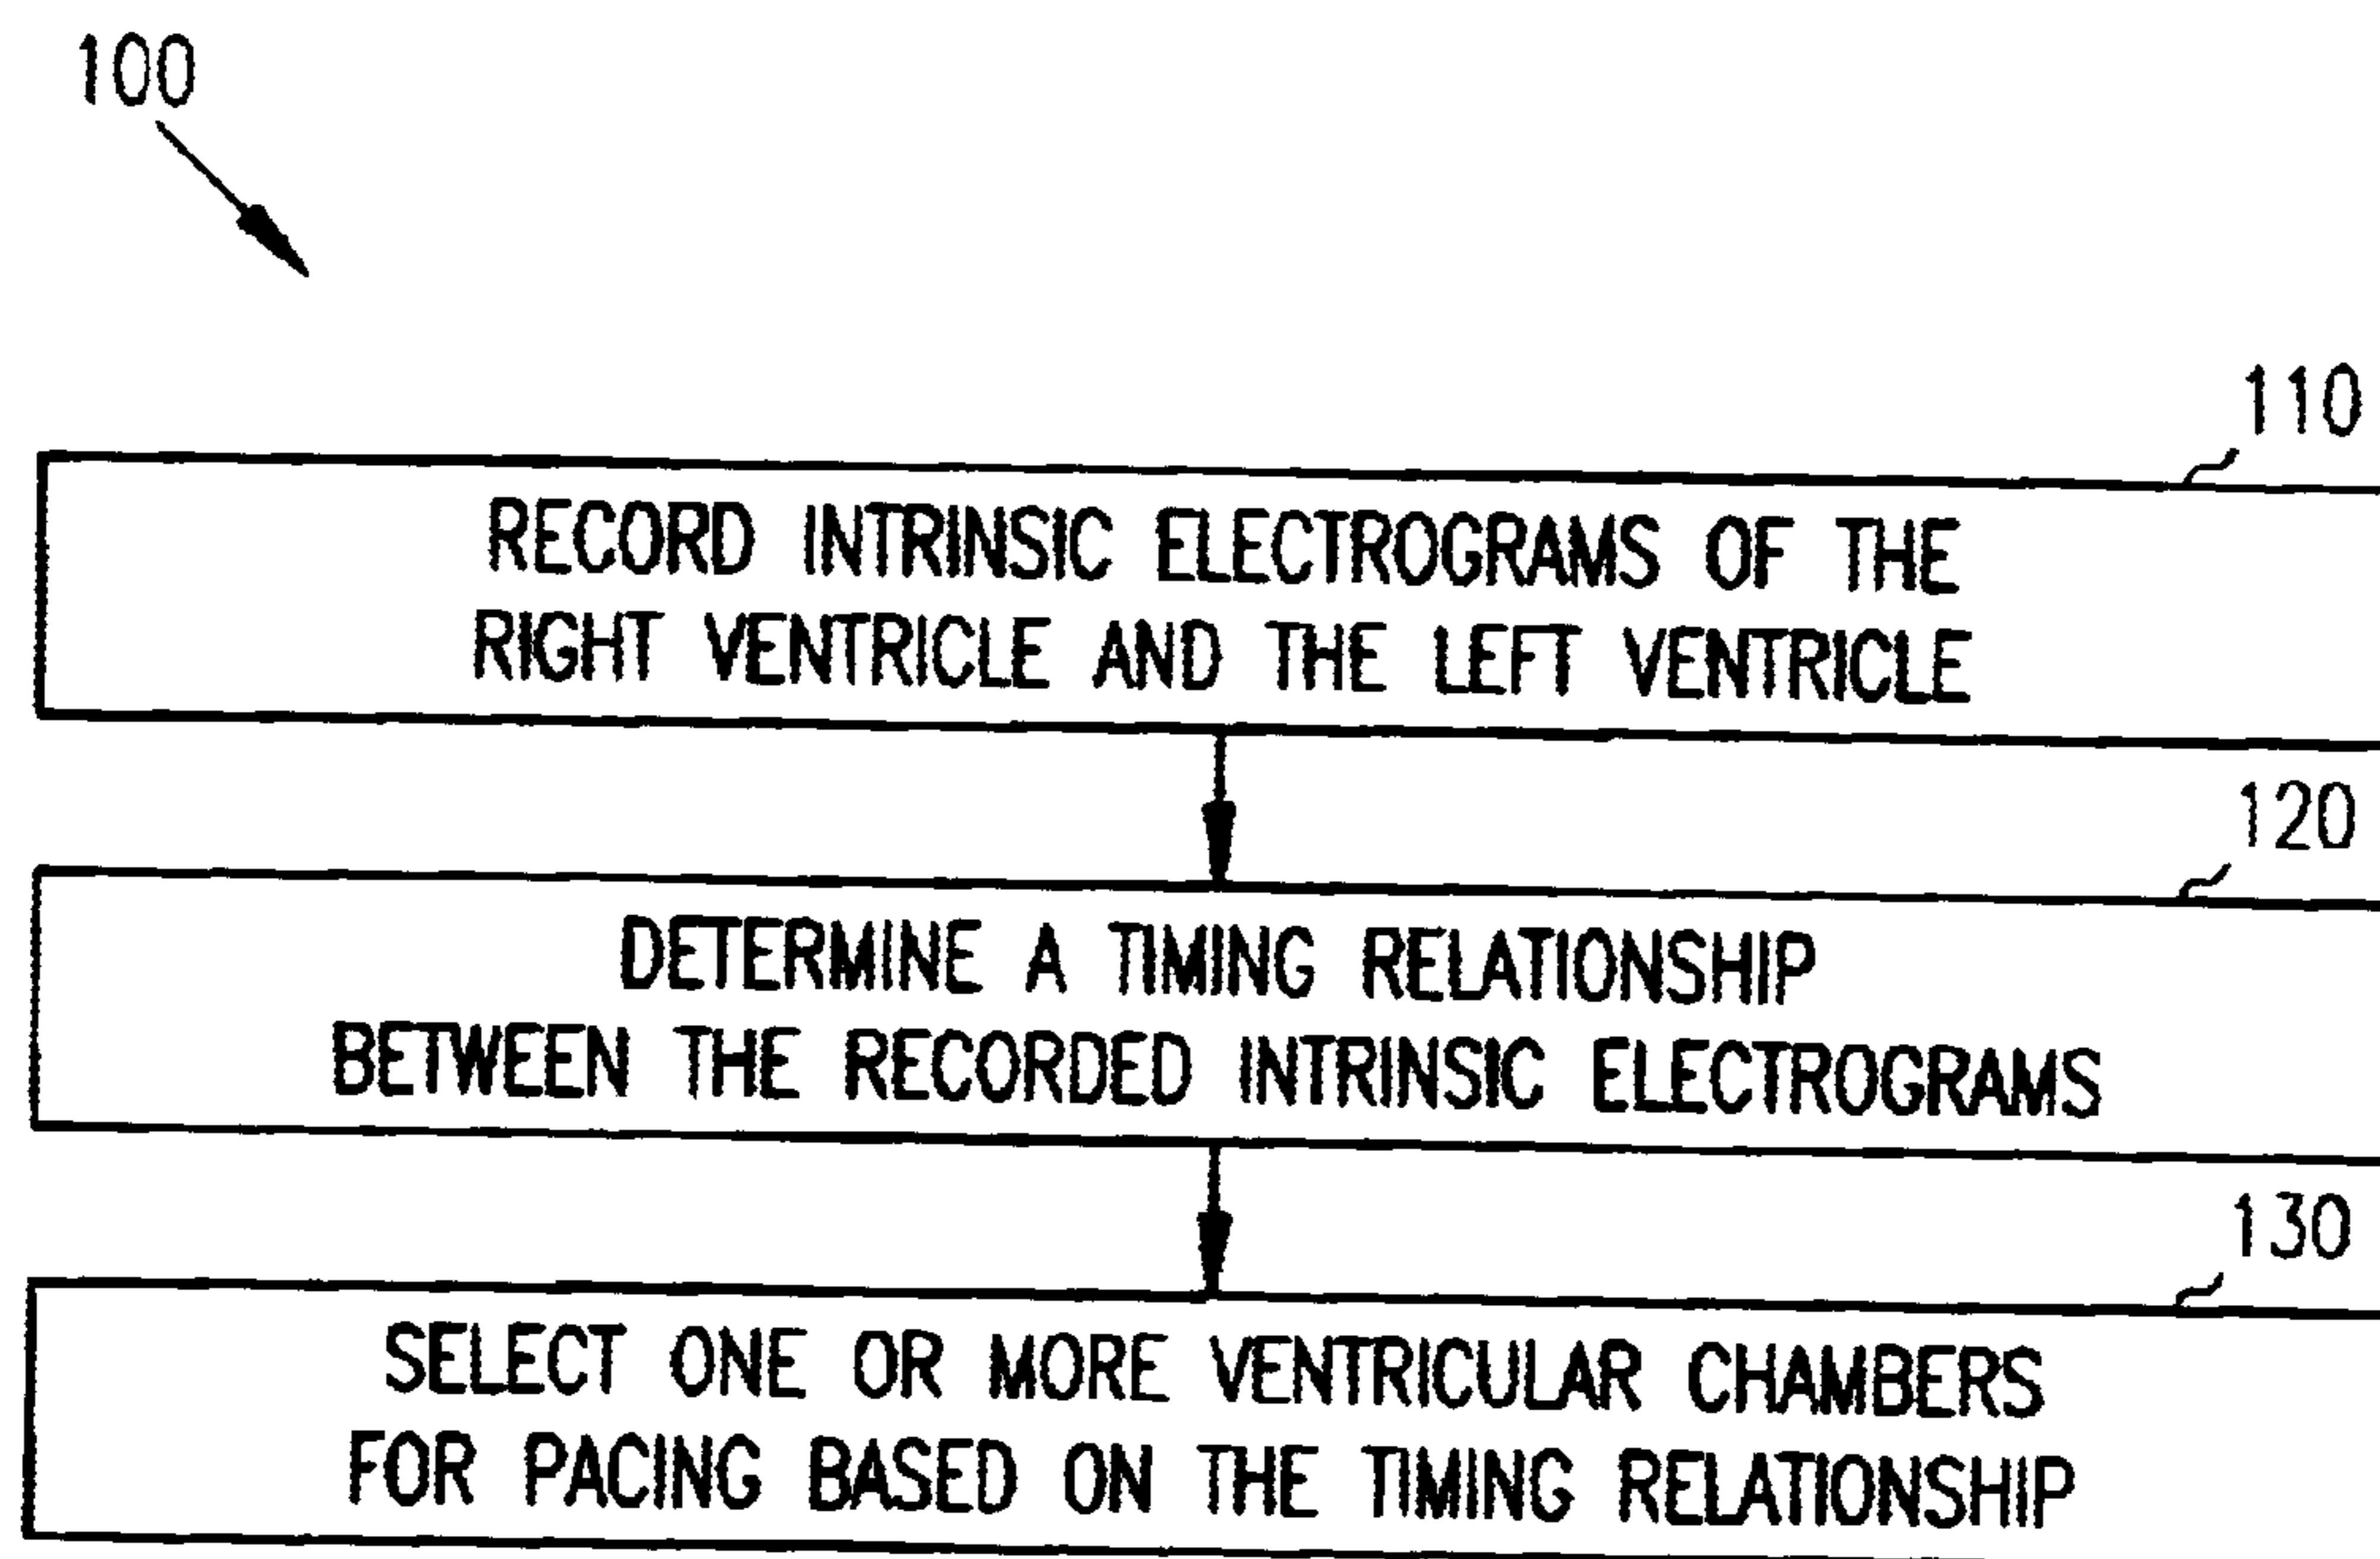 100
110
RECORD INTRINSIC ELECTROGRAMS OF THE
RIGHT VENTRICLE AND THE LEFT VENTRICLE
120
DETERMINE A TIMING RELATIONSHIP
BETWEEN THE RECORDED INTRINSIC ELECTROGRAMS
130
SELECT ONE OR MORE VENTRICULAR CHAMBERS
FOR PACING BASED ON THE TIMING RELATIONSHIP